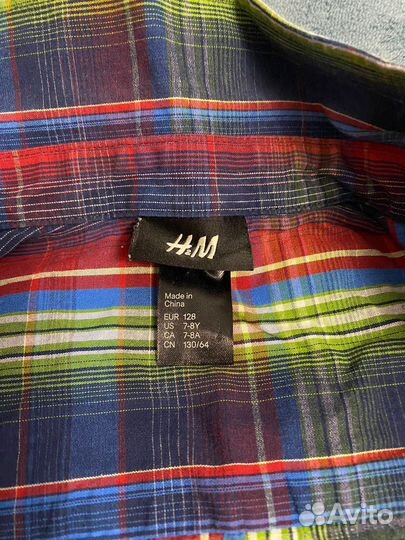 H&M
Made in
China
EUR 128
US 7-8Y
CA 7-8A
CN 130/64
Avito